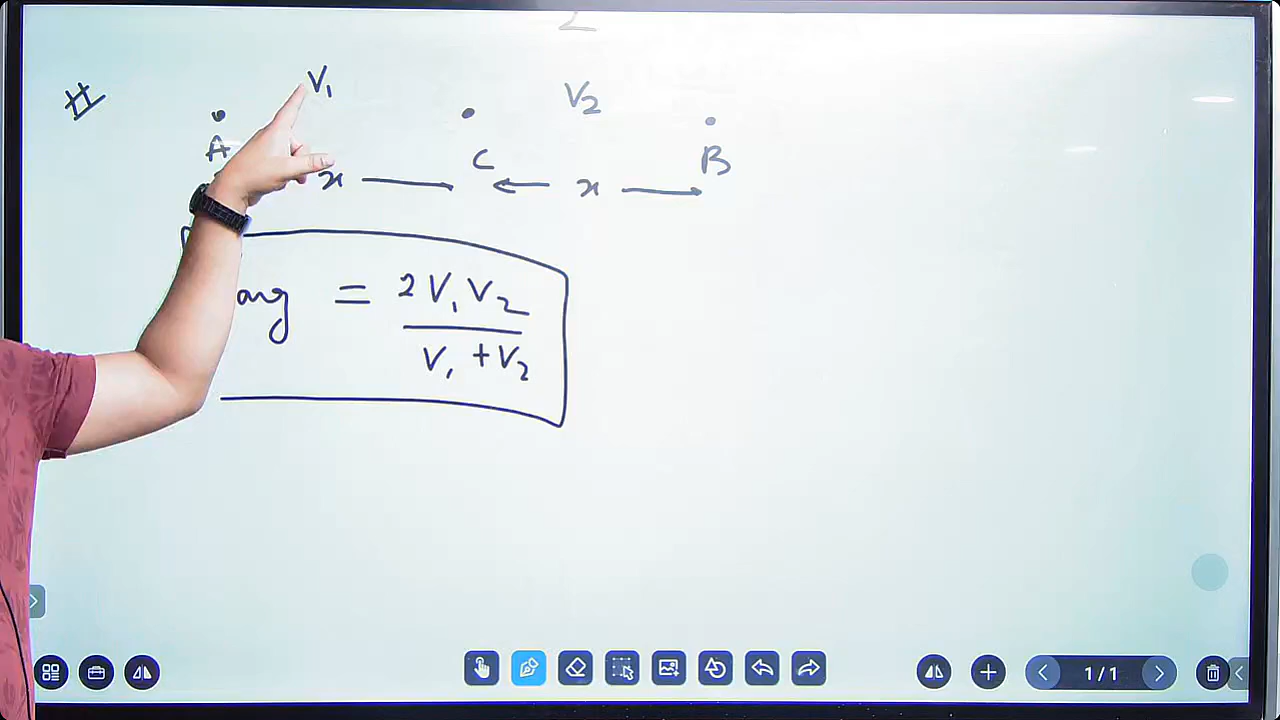 # V₁ V₂
A C B
x x
avg = 2V₁V₂
V₁ + V₂
1/1